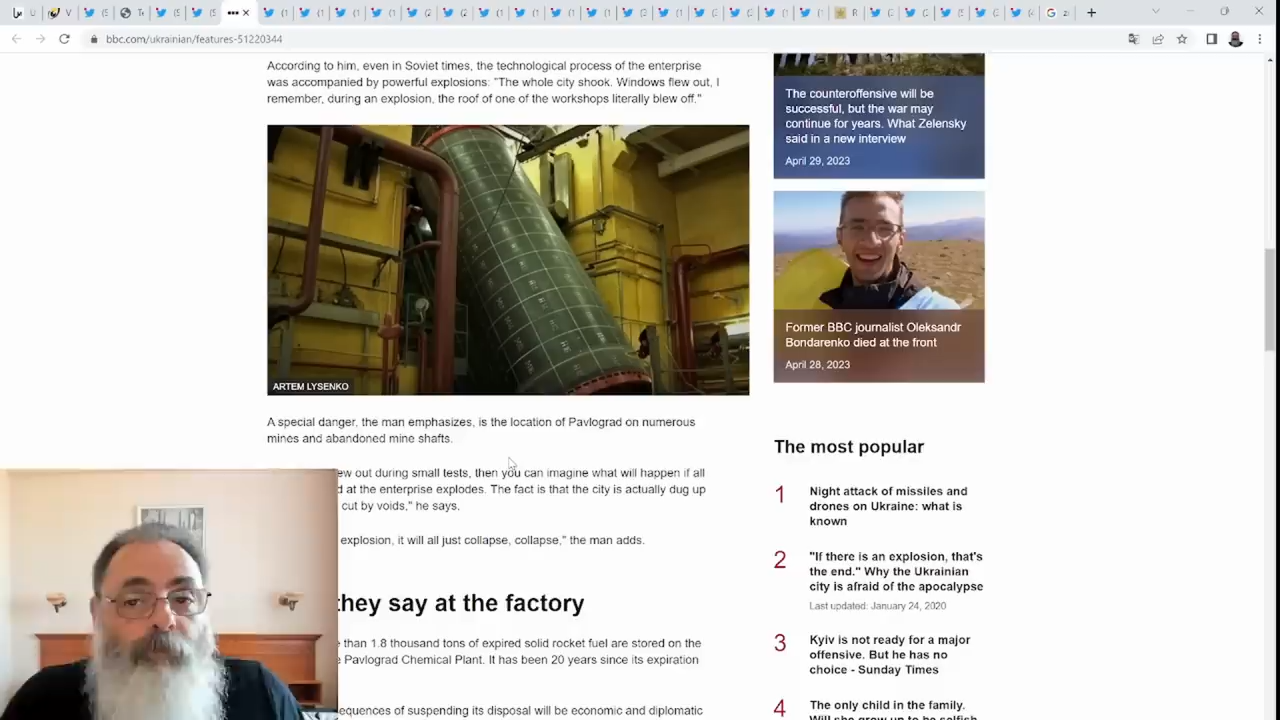 bbc.com/ukrainian/features-51220344
According to him, even in Soviet times, the technological process of the enterprise
was accompanied by powerful explosions: "The whole city shook. Windows flew out, I
remember, during an explosion, the roof of one of the workshops literally blew off."
ARTEM LYSENKO
A special danger, the man emphasizes, is the location of Pavlograd on numerous
mines and abandoned mine shafts.
ew out during small tests, then you can imagine what will happen if all
d at the enterprise explodes. The fact is that the city is actually dug up
cut by voids," he says.
explosion, it will all just collapse, collapse," the man adds.
they say at the factory
than 1.8 thousand tons of expired solid rocket fuel are stored on the
Pavlograd Chemical Plant. It has been 20 years since its expiration
equences of suspending its disposal will be economic and diplomatic
The counteroffensive will be
successful, but the war may
continue for years. What Zelensky
said in a new interview
April 29, 2023
Former BBC journalist Oleksandr
Bondarenko died at the front
April 28, 2023
The most popular
1
Night attack of missiles and
drones on Ukraine: what is
known
2
"If there is an explosion, that's
the end." Why the Ukrainian
city is afraid of the apocalypse
Last updated: January 24, 2020
3
Kyiv is not ready for a major
offensive. But he has no
choice - Sunday Times
4
The only child in the family.
Will she grow up to be selfish